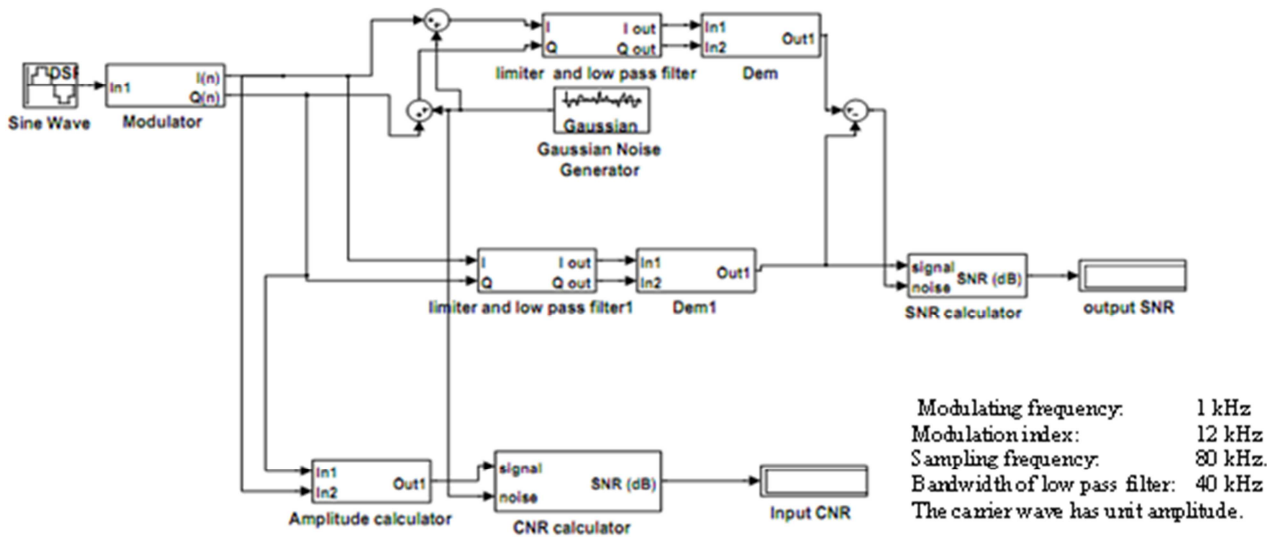 I
Q
I out
Q out
limiter and low pass filter
In1
In2
Out1
Dem
DSP
Sine Wave
In1
I(n)
Q(n)
Modulator
Gaussian
Gaussian Noise
Generator
I
Q
I out
Q out
limiter and low pass filter1
In1
In2
Out1
Dem1
signal
noise
SNR (dB)
SNR calculator
output SNR
In1
In2
Out1
Amplitude calculator
signal
noise
SNR (dB)
CNR calculator
Input CNR
Modulating frequency: 1 kHz
Modulation index: 12 kHz
Sampling frequency: 80 kHz.
Bandwidth of low pass filter: 40 kHz
The carrier wave has unit amplitude.